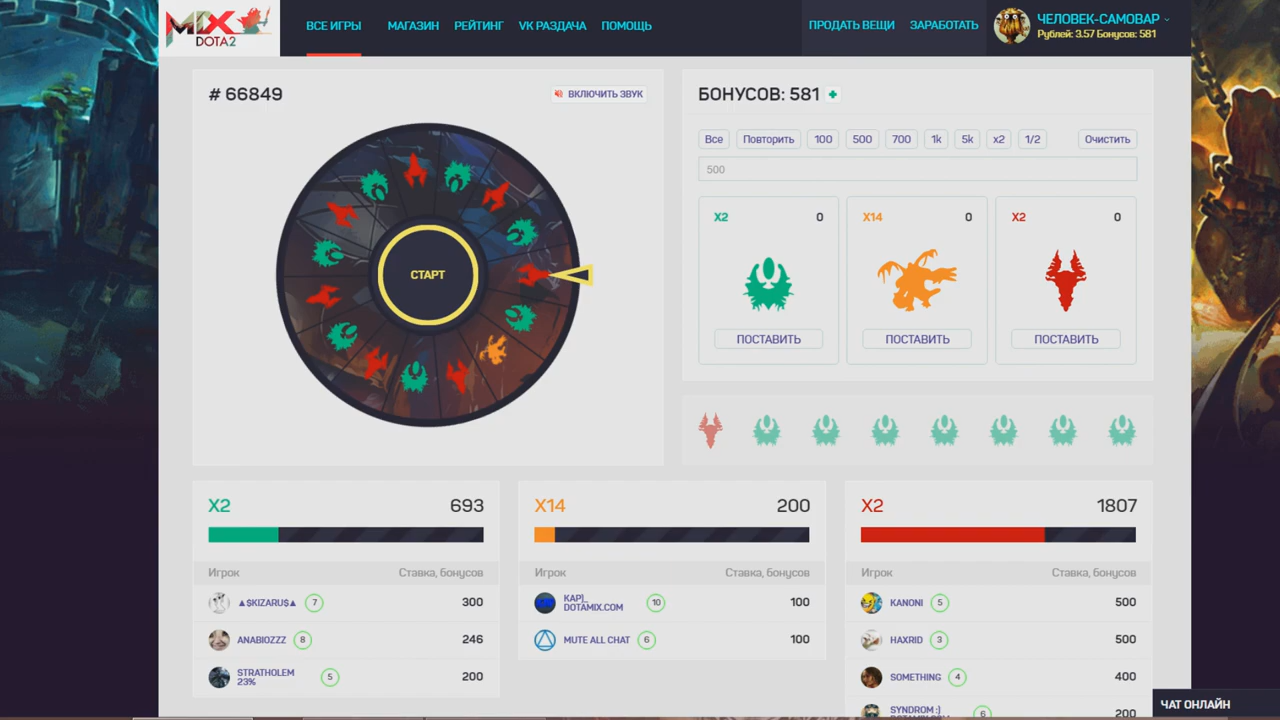 MIX
DOTA2
ВСЕ ИГРЫ
МАГАЗИН
РЕЙТИНГ
VK РАЗДАЧА
ПОМОЩЬ
ПРОДАТЬ ВЕЩИ
ЗАРАБОТАТЬ
ЧЕЛОВЕК-САМОВАР
Рублей: 3.57 Бонусов: 581
# 66849
ВКЛЮЧИТЬ ЗВУК
СТАРТ
БОНУСОВ: 581
Все
Повторить
100
500
700
1k
5k
x2
1/2
Очистить
500
X2 0
ПОСТАВИТЬ
X14 0
ПОСТАВИТЬ
X2 0
ПОСТАВИТЬ
X2 693
Игрок Ставка, бонусов
▲$KIZARU$▲ 7 300
ANABIOZZZ 8 246
STRATHOLEM
23% 5 200
X14 200
Игрок Ставка, бонусов
KAP)_
DOTAMIX.COM 10 100
MUTE ALL CHAT 6 100
X2 1807
Игрок Ставка, бонусов
KANONI 5 500
HAXRID 3 500
SOMETHING 4 400
SYNDROM :) 6 200
ЧАТ ОНЛАЙН